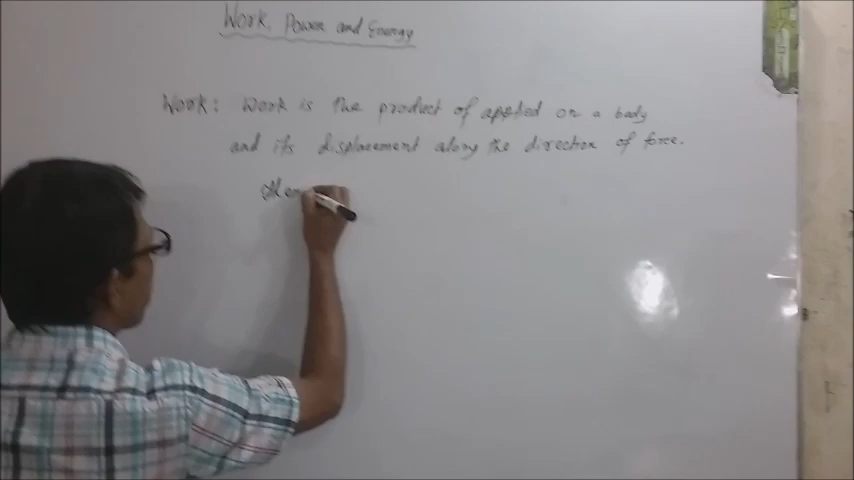 Work, Power and Energy
Work : Work is the product of applied on a body
and its displacement along the direction of force.